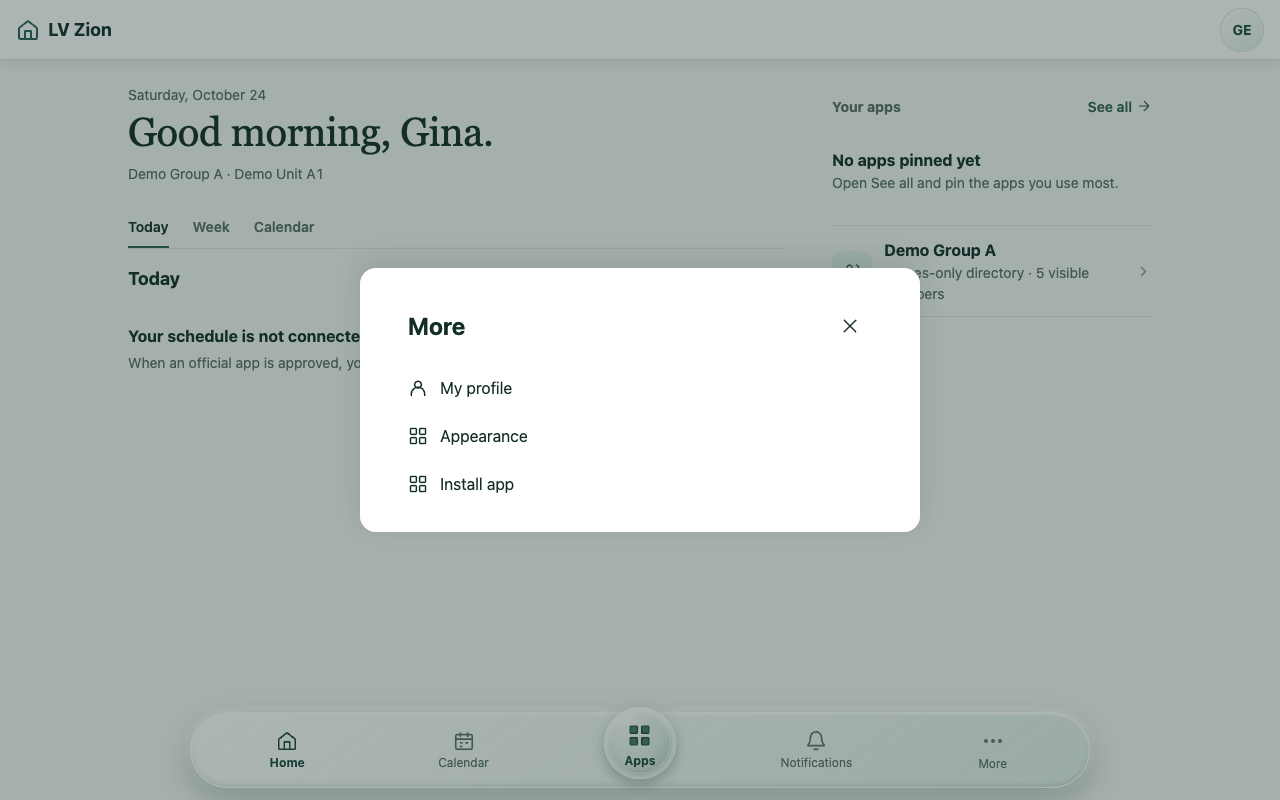 LV Zion
GE
Saturday, October 24
Good morning, Gina.
Demo Group A · Demo Unit A1
Today
Week
Calendar
Today
Your schedule is not connecte
When an official app is approved, yo
Your apps
See all
No apps pinned yet
Open See all and pin the apps you use most.
Demo Group A
es-only directory · 5 visible
bers
More
My profile
Appearance
Install app
Home
Calendar
Apps
Notifications
More